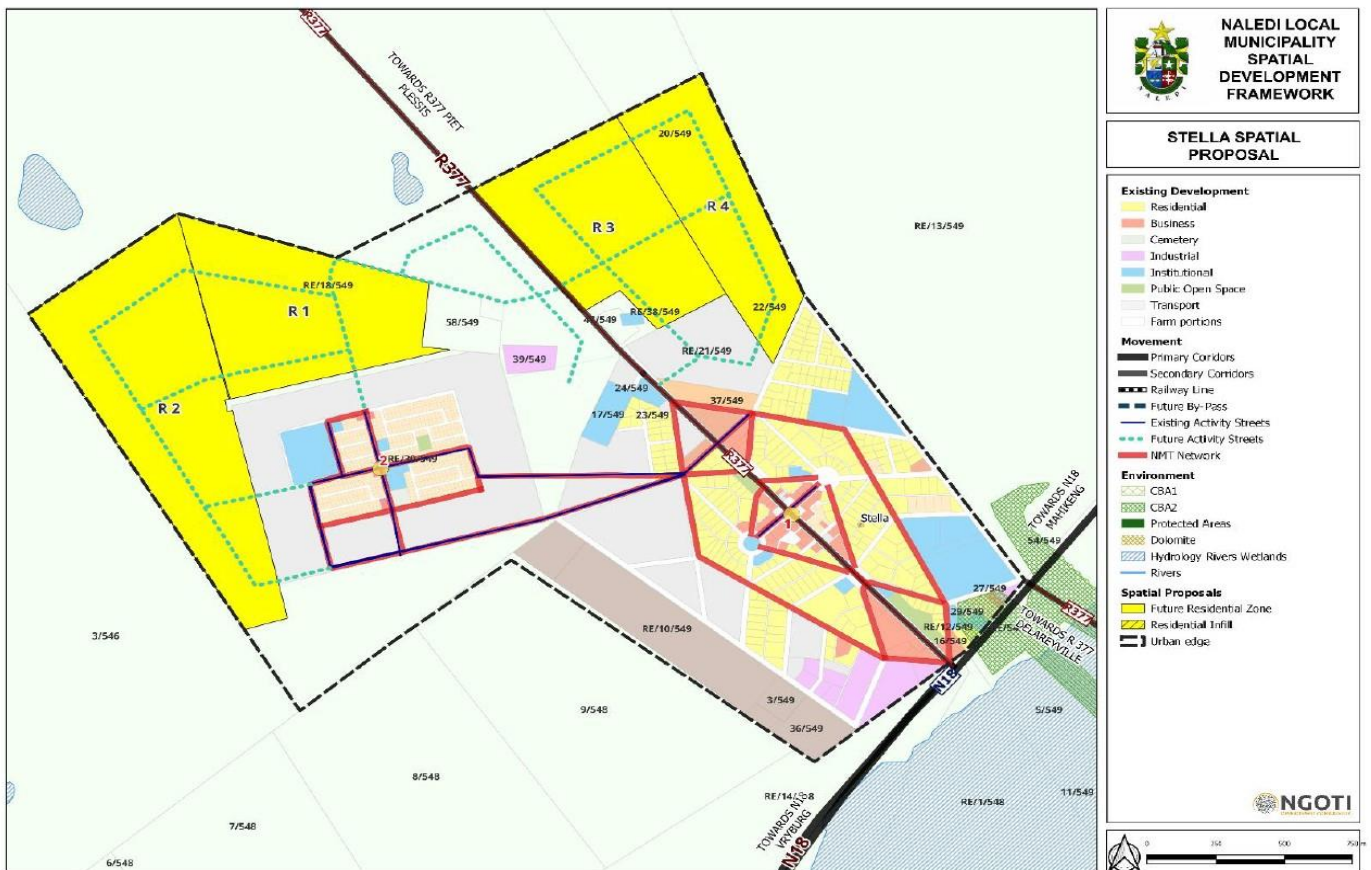 NALEDI LOCAL
MUNICIPALITY
SPATIAL
DEVELOPMENT
FRAMEWORK
NALEDI
STELLA SPATIAL
PROPOSAL
Existing Development
Residential
Business
Cemetery
Industrial
Institutional
Public Open Space
Transport
Farm portions
Movement
Primary Corridors
Secondary Corridors
Railway Line
Future By-Pass
Existing Activity Streets
Future Activity Streets
NMT Network
Environment
CBA1
CBA2
Protected Areas
Dolomite
Hydrology Rivers Wetlands
Rivers
Spatial Proposals
Future Residential Zone
Residential Infill
Urban edge
NGOTI
0 250 500 750 m
R377
TOWARDS R377 PIET
PLESSIS
R377
20/549
R 4
R 3
RE/13/549
RE/18/549
R 1
58/549
RE/38/549
22/549
RE/21/549
39/549
24/549
37/549
17/549
23/549
R 2
2
R377
1
Stella
TOWARDS N18
MAHIKENG
54/549
27/549
R377
29/549
RE/12/549
16/549
TOWARDS R 377
DELAREYVILLE
N18
3/546
RE/10/549
3/549
36/549
9/548
5/549
8/548
RE/1/548
11/549
7/548
6/548
TOWARDS N18
VRYBURG
N18